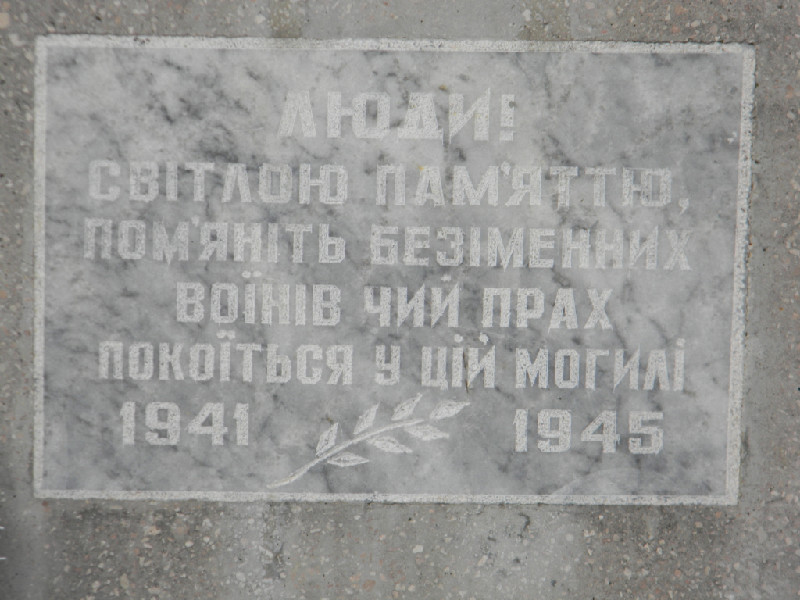 ЛЮДИ!
СВІТЛОЮ ПАМ'ЯТТЮ,
ПОМ'ЯНІТЬ БЕЗІМЕННИХ
ВОЇНІВ ЧИЙ ПРАХ
ПОКОЇТЬСЯ У ЦІЙ МОГИЛІ
1941 1945